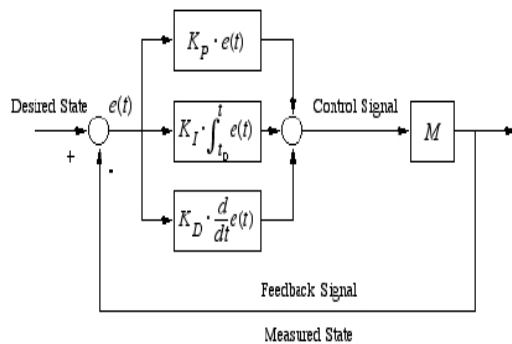 K_P · e(t)
Desired State
e(t)
Control Signal
+
-
K_I · ∫_{t_0}^{t} e(t)
M
K_D · d/dt e(t)
Feedback Signal
Measured State